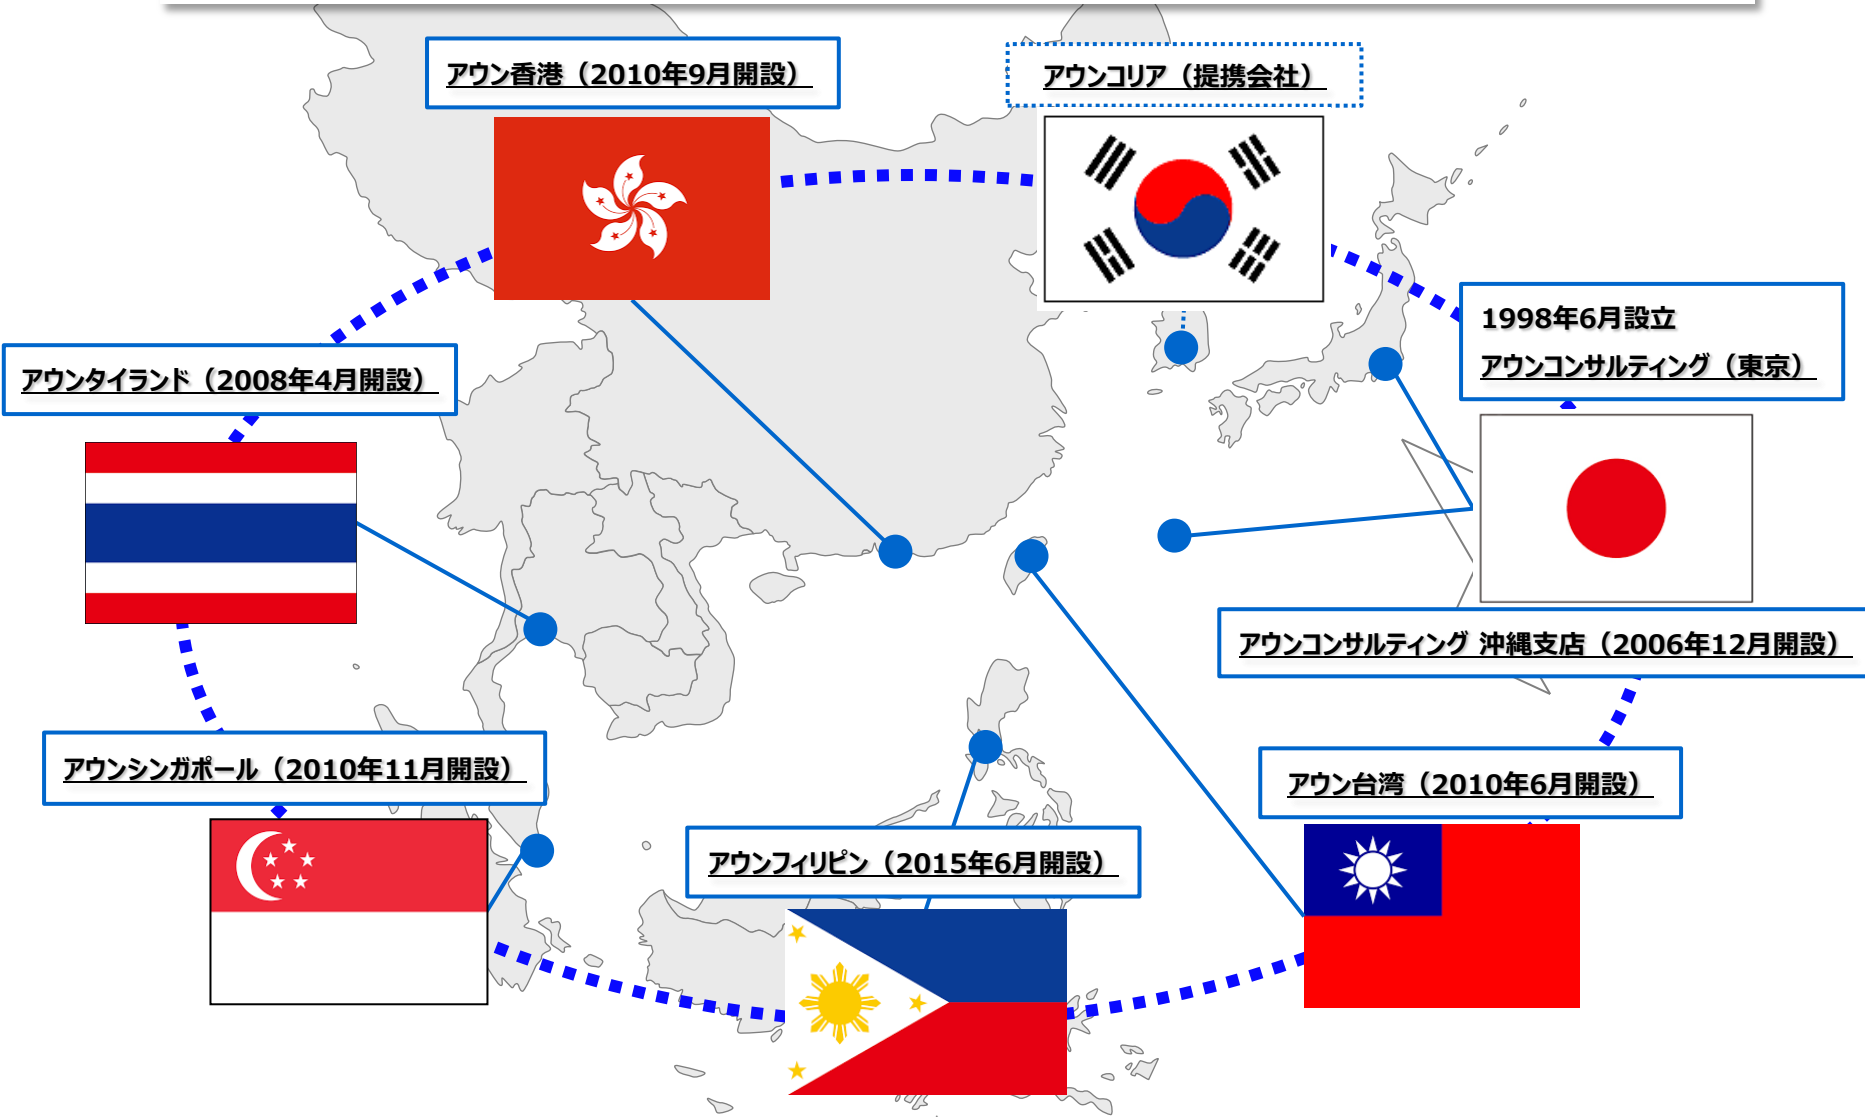 アウン香港（2010年9月開設）
アウンコリア（提携会社）
1998年6月設立
アウンコンサルティング（東京）
アウンタイランド（2008年4月開設）
アウンコンサルティング 沖縄支店（2006年12月開設）
アウンシンガポール（2010年11月開設）
アウン台湾（2010年6月開設）
アウンフィリピン（2015年6月開設）